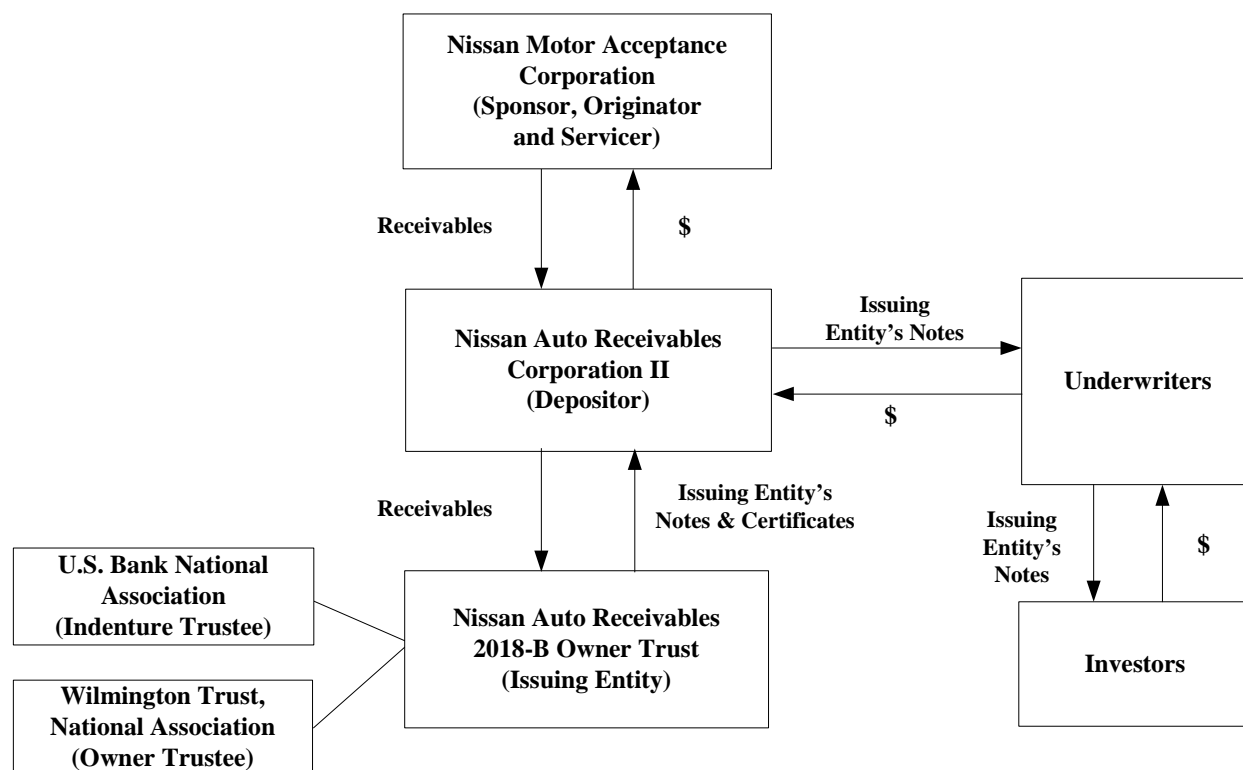 Nissan Motor Acceptance
Corporation
(Sponsor, Originator
and Servicer)
Receivables
$
Nissan Auto Receivables
Corporation II
(Depositor)
Issuing
Entity’s Notes
$
Underwriters
Receivables
Issuing Entity’s
Notes & Certificates
Issuing
Entity’s
Notes
$
U.S. Bank National
Association
(Indenture Trustee)
Nissan Auto Receivables
2018-B Owner Trust
(Issuing Entity)
Investors
Wilmington Trust,
National Association
(Owner Trustee)